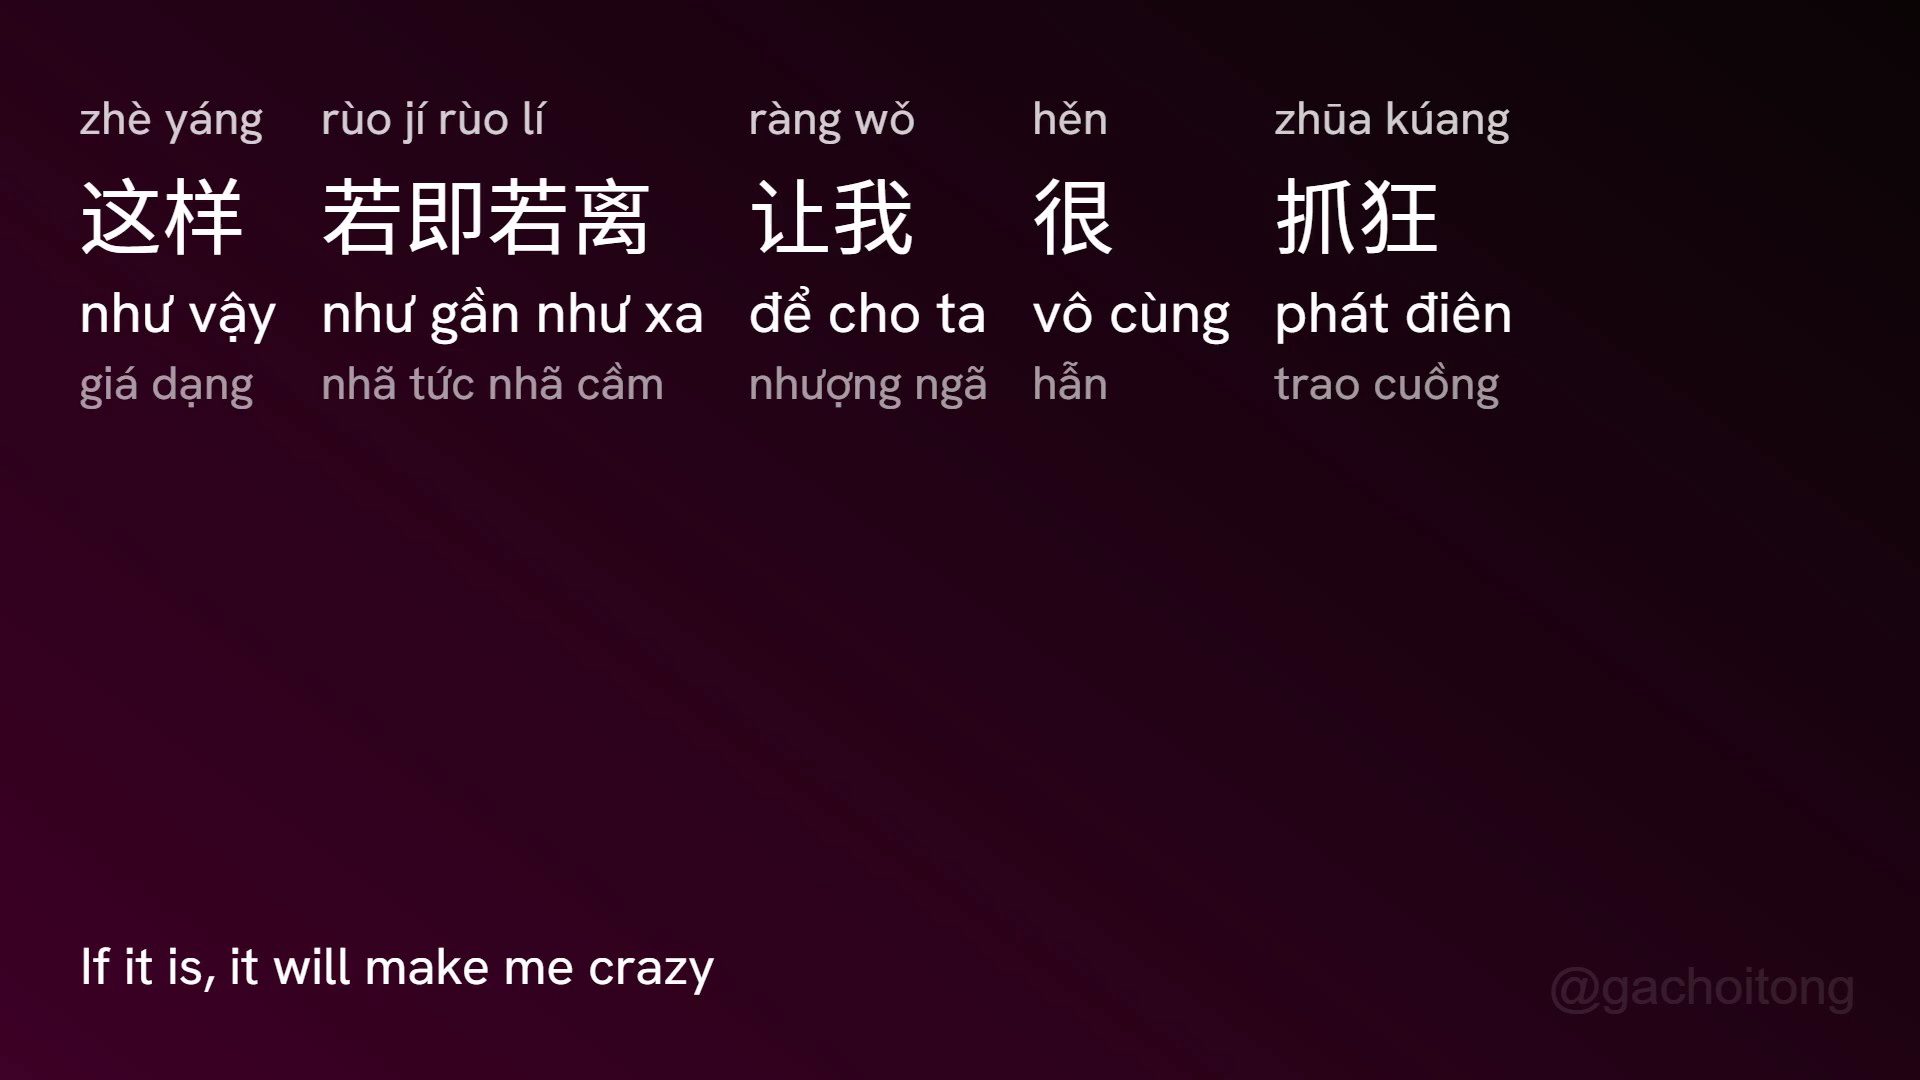 zhè yáng rùo jí rùo lí ràng wǒ hěn zhūa kúang
这样 若即若离 让我 很 抓狂
như vậy như gần như xa để cho ta vô cùng phát điên
giá dạng nhã tức nhã cầm nhượng ngã hẫn trao cuồng
If it is, it will make me crazy
@gachoitong